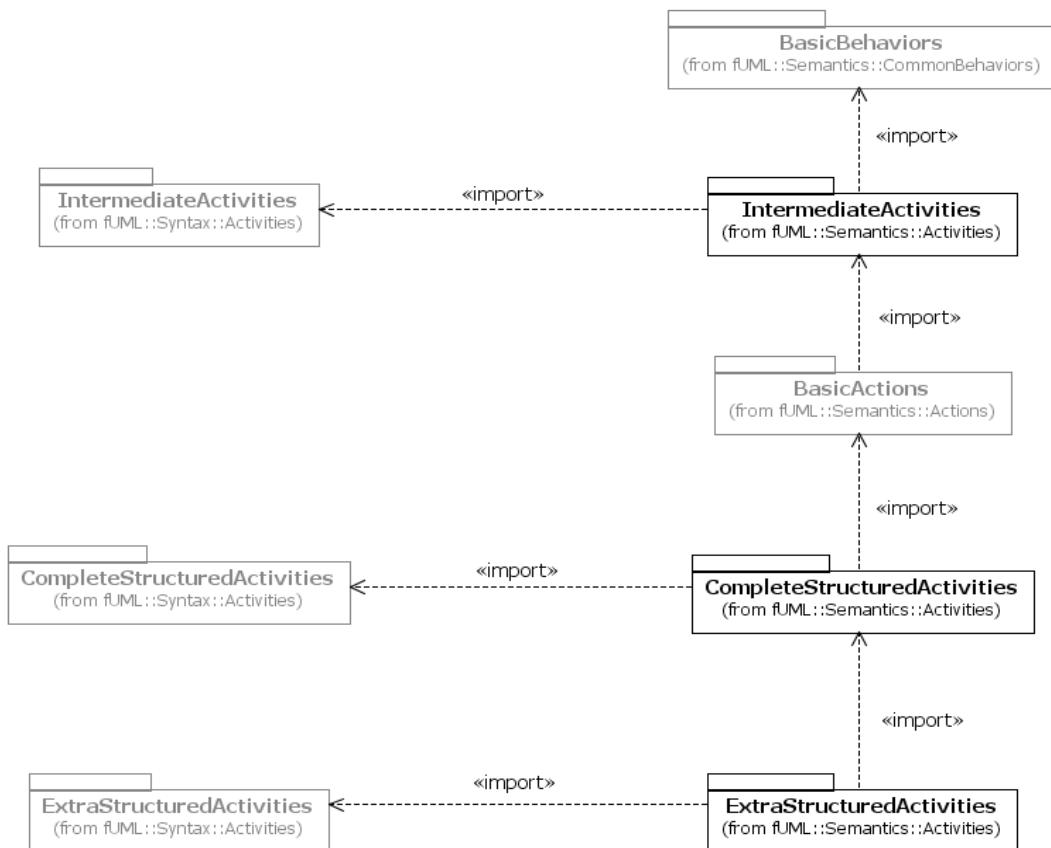 BasicBehaviors
(from fUML::Semantics::CommonBehaviors)
«import»
IntermediateActivities
(from fUML::Syntax::Activities)
«import»
IntermediateActivities
(from fUML::Semantics::Activities)
«import»
BasicActions
(from fUML::Semantics::Actions)
«import»
CompleteStructuredActivities
(from fUML::Syntax::Activities)
«import»
CompleteStructuredActivities
(from fUML::Semantics::Activities)
«import»
ExtraStructuredActivities
(from fUML::Syntax::Activities)
«import»
ExtraStructuredActivities
(from fUML::Semantics::Activities)